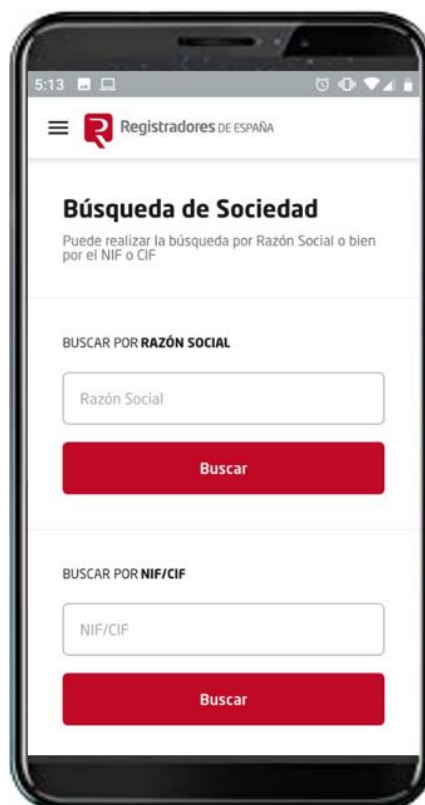 5:13
Registradores DE ESPAÑA
Búsqueda de Sociedad
Puede realizar la búsqueda por Razón Social o bien
por el NIF o CIF
BUSCAR POR RAZÓN SOCIAL
Razón Social
Buscar
BUSCAR POR NIF/CIF
NIF/CIF
Buscar